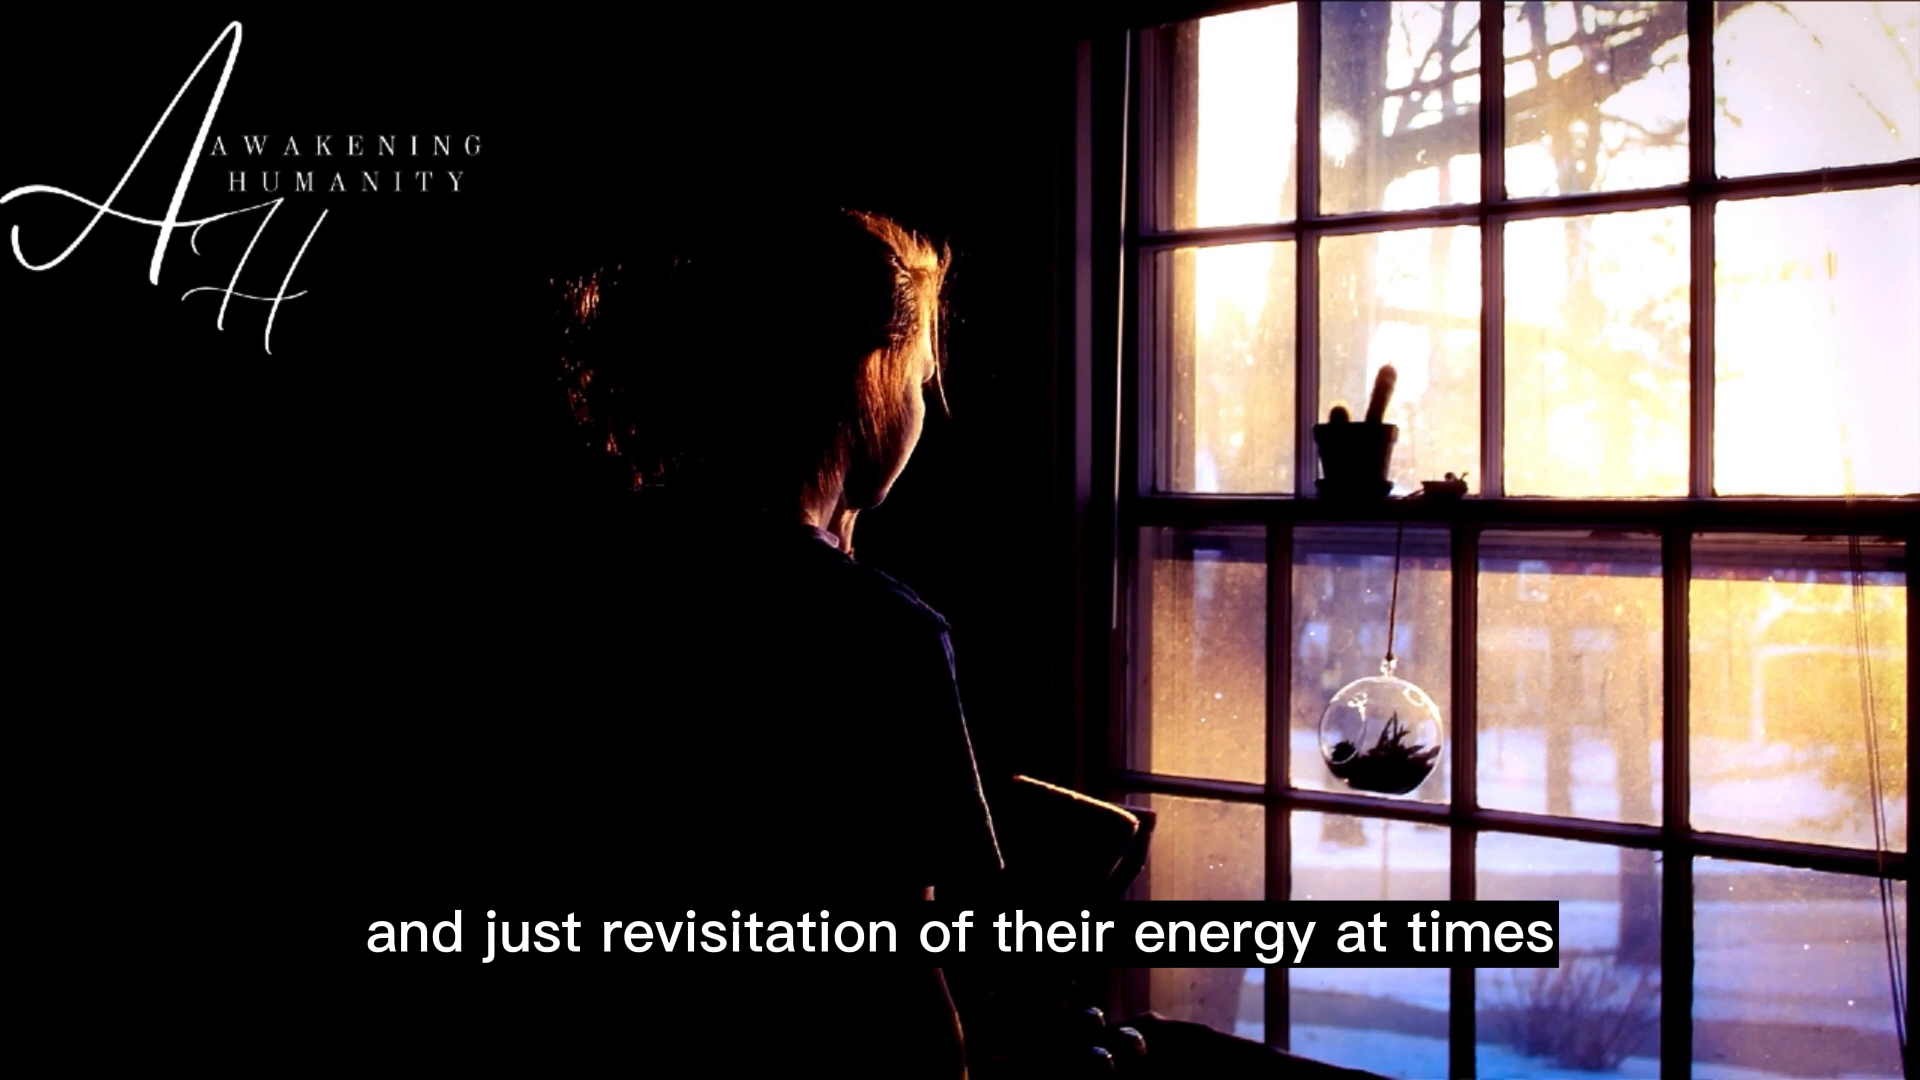 AWAKENING
HUMANITY
AH
and just revisitation of their energy at times